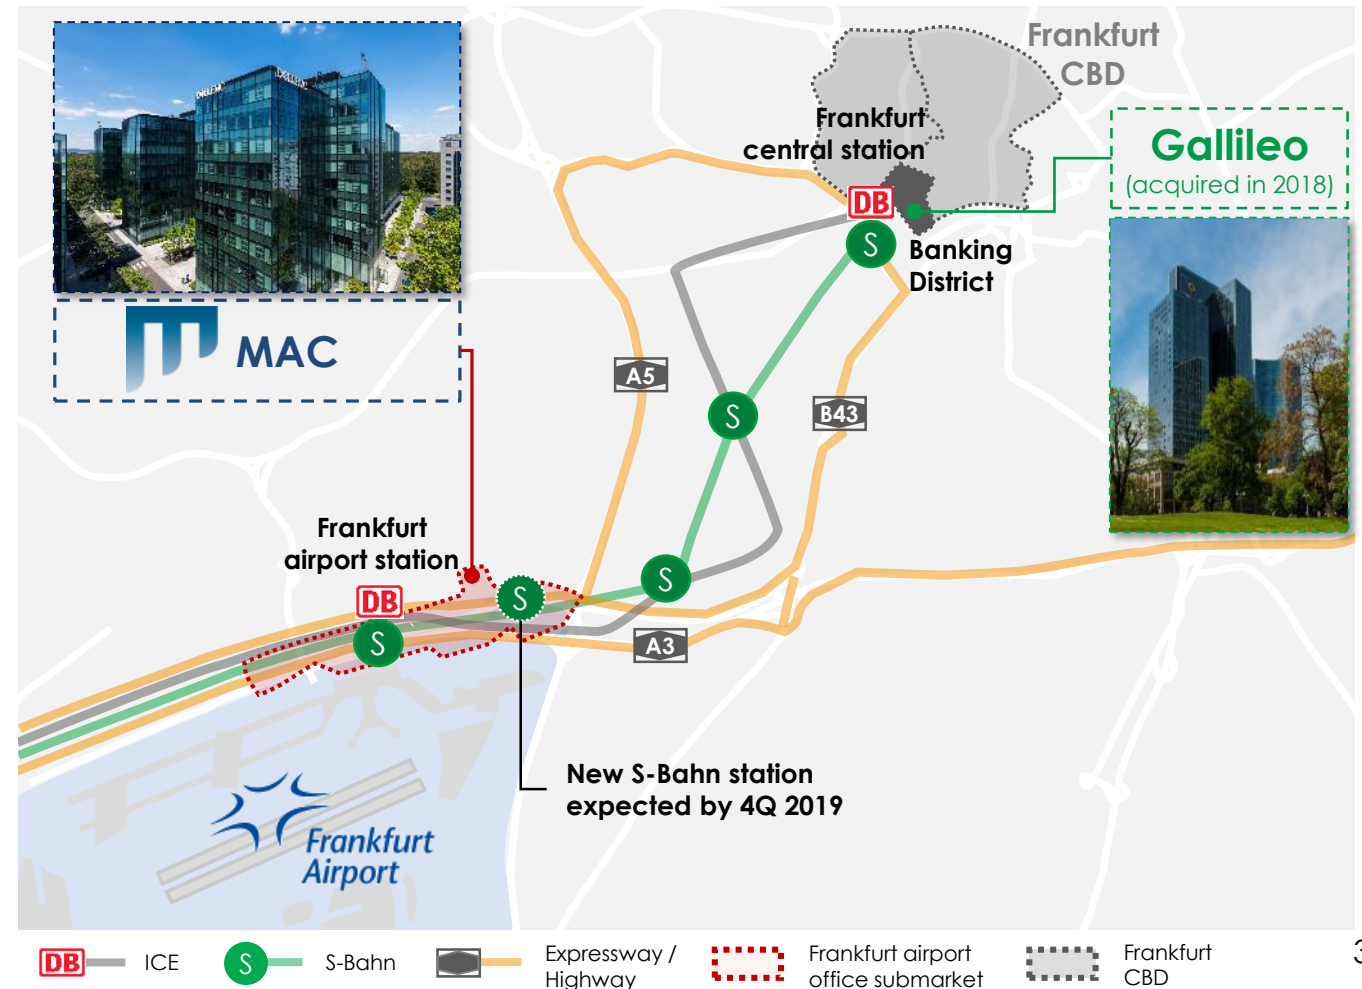 Frankfurt
CBD
Frankfurt
central station
Gallileo
(acquired in 2018)
DB
S
Banking
District
MAC
A5
S
B43
Frankfurt
airport station
S
S
DB
S
A3
New S-Bahn station
expected by 4Q 2019
Frankfurt
Airport
DB
ICE
S
S-Bahn
Expressway /
Highway
Frankfurt airport
office submarket
Frankfurt
CBD
3